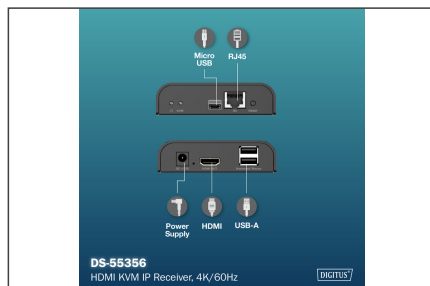 Micro
USB
RJ45
Power
Supply
HDMI
USB-A
DS-55356
HDMI KVM IP Receiver, 4K/60Hz
DIGITUS